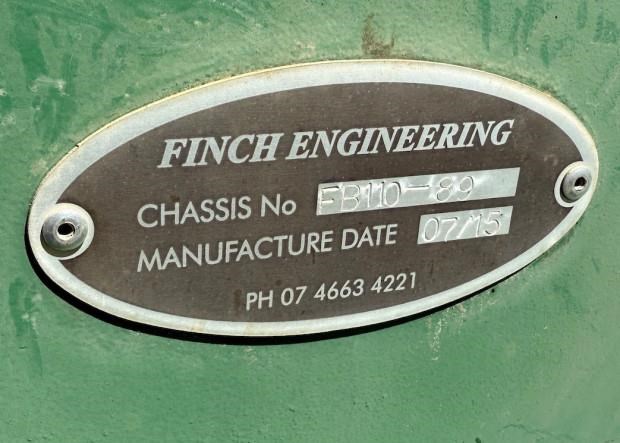 FINCH ENGINEERING
CHASSIS No FB110-89
MANUFACTURE DATE 07/15
PH 07 4663 4221